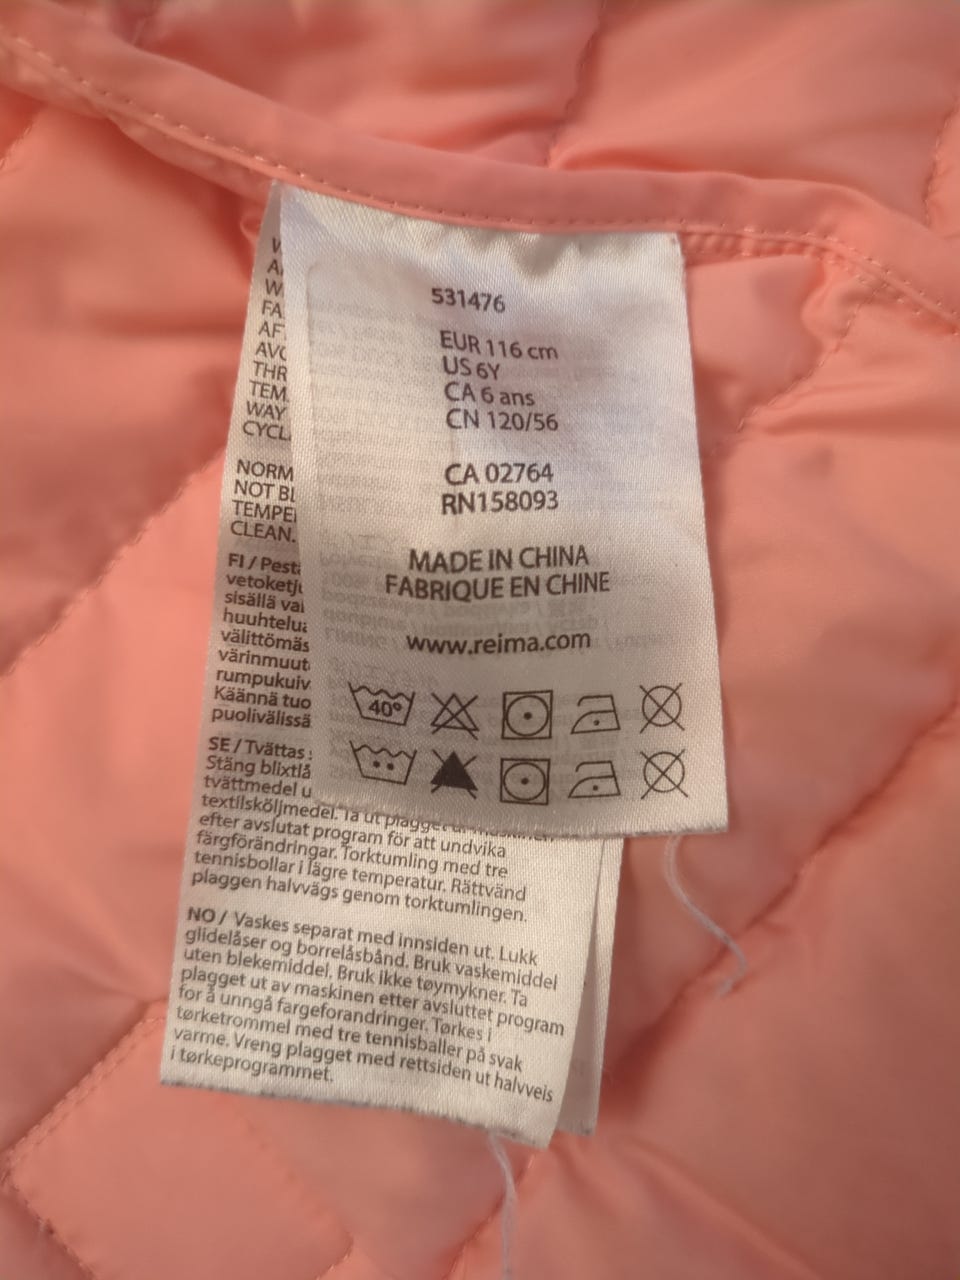 531476
EUR 116 cm
US 6Y
CA 6 ans
CN 120/56
CA 02764
RN158093
MADE IN CHINA
FABRIQUE EN CHINE
www.reima.com
40°
NORM
NOT BL
CLEAN.
FI / Pest
vetoketj
sisällä
huuhtelu
välittömäs
värinmuut
rumpukuiv
Käännä tuo
puolivälissä
SE / Tvättas
Stäng blixtlå
tvättmedel u
textilsköljmedel. Ta ut plagget ur
efter avslutat program för att undvika
färgförändringar. Torktumling med tre
tennisbollar i lägre temperatur. Rättvänd
plaggen halvvägs genom torktumlingen.
NO / Vaskes separat med innsiden ut. Lukk
glidelåser og borrelåsbånd. Bruk vaskemiddel
uten blekemiddel. Bruk ikke tøymykner. Ta
plagget ut av maskinen etter avsluttet program
for å unngå fargeforandringer. Tørkes i
tørketrommel med tre tennisballer på svak
varme. Vreng plagget med rettsiden ut halvveis
i tørkeprogrammet.